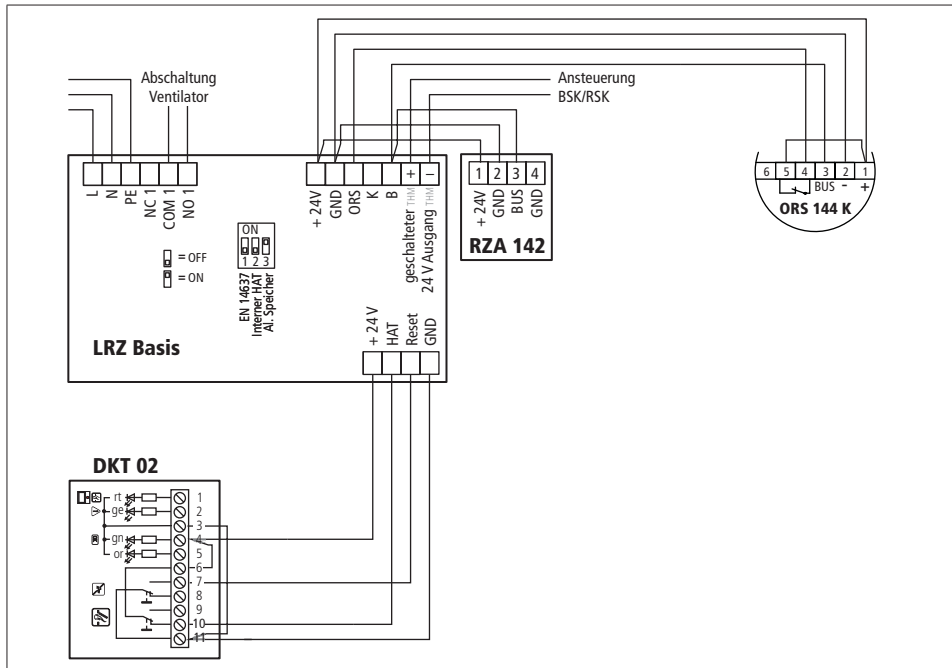 Abschaltung
Ventilator
Ansteuerung
BSK/RSK
L
N
PE
NC 1
COM 1
NO 1
+ 24V
GND
ORS
K
B
+
–
THM
THM
geschalteter
24 V Ausgang
ON
1 2 3
= OFF
= ON
EN 14637
Interner HAT
Al. Speicher
LRZ Basis
+ 24 V
HAT
Reset
GND
1 2 3 4
+ 24V
GND
BUS
GND
RZA 142
6 5 4 3 2 1
BUS - +
ORS 144 K
DKT 02
rt
ge
gn
or
1
2
3
4
5
6
7
8
9
10
11